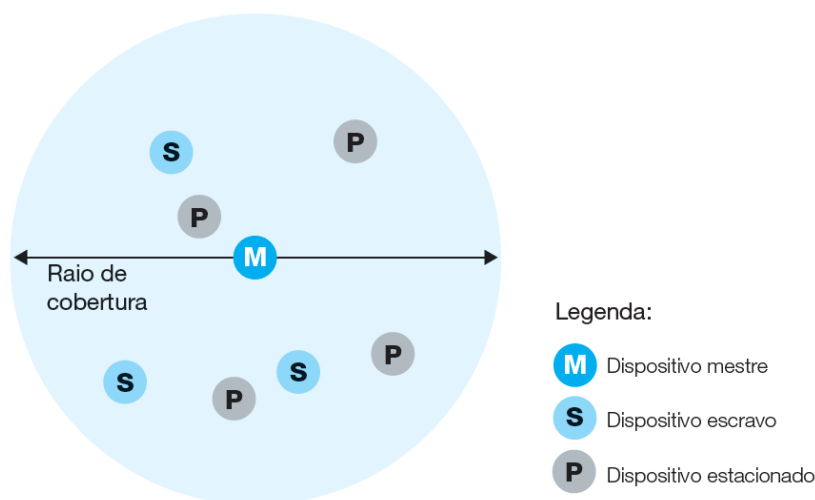 S
P
P
M
Raio de
cobertura
S
S
P
P
Legenda:
M Dispositivo mestre
S Dispositivo escravo
P Dispositivo estacionado